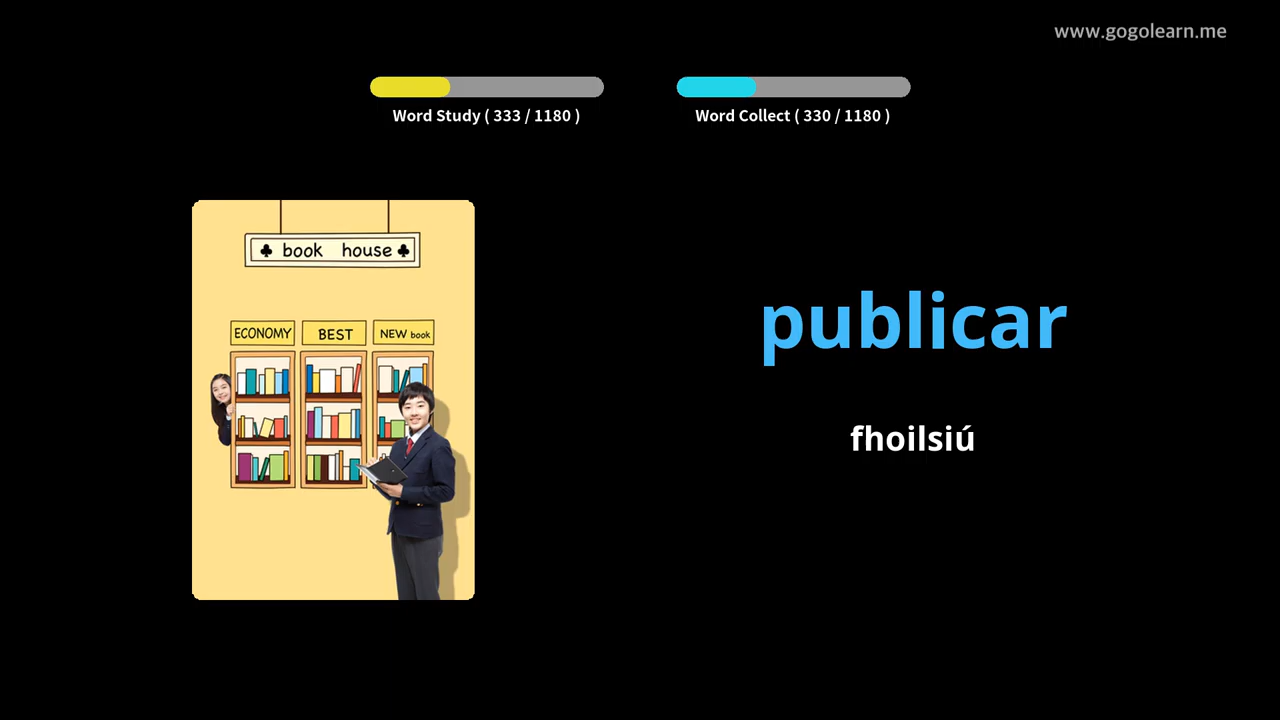 www.gogolearn.me
Word Study ( 333 / 1180 )
Word Collect ( 330 / 1180 )
♣ book house ♣
ECONOMY
BEST
NEW book
publicar
fhoilsiú